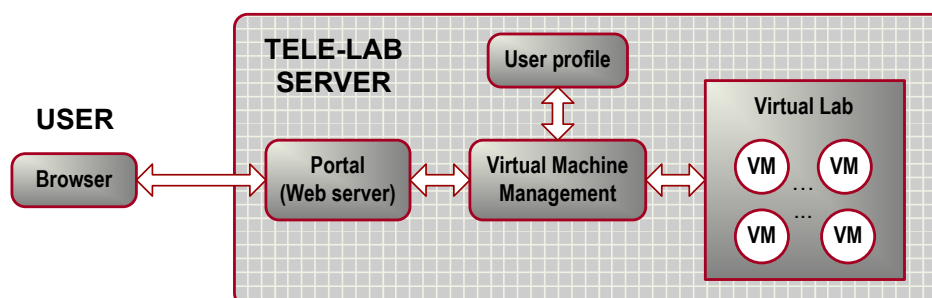 TELE-LAB
SERVER
User profile
USER
Virtual Lab
Browser
Portal
(Web server)
Virtual Machine
Management
VM
VM
...
...
VM
VM